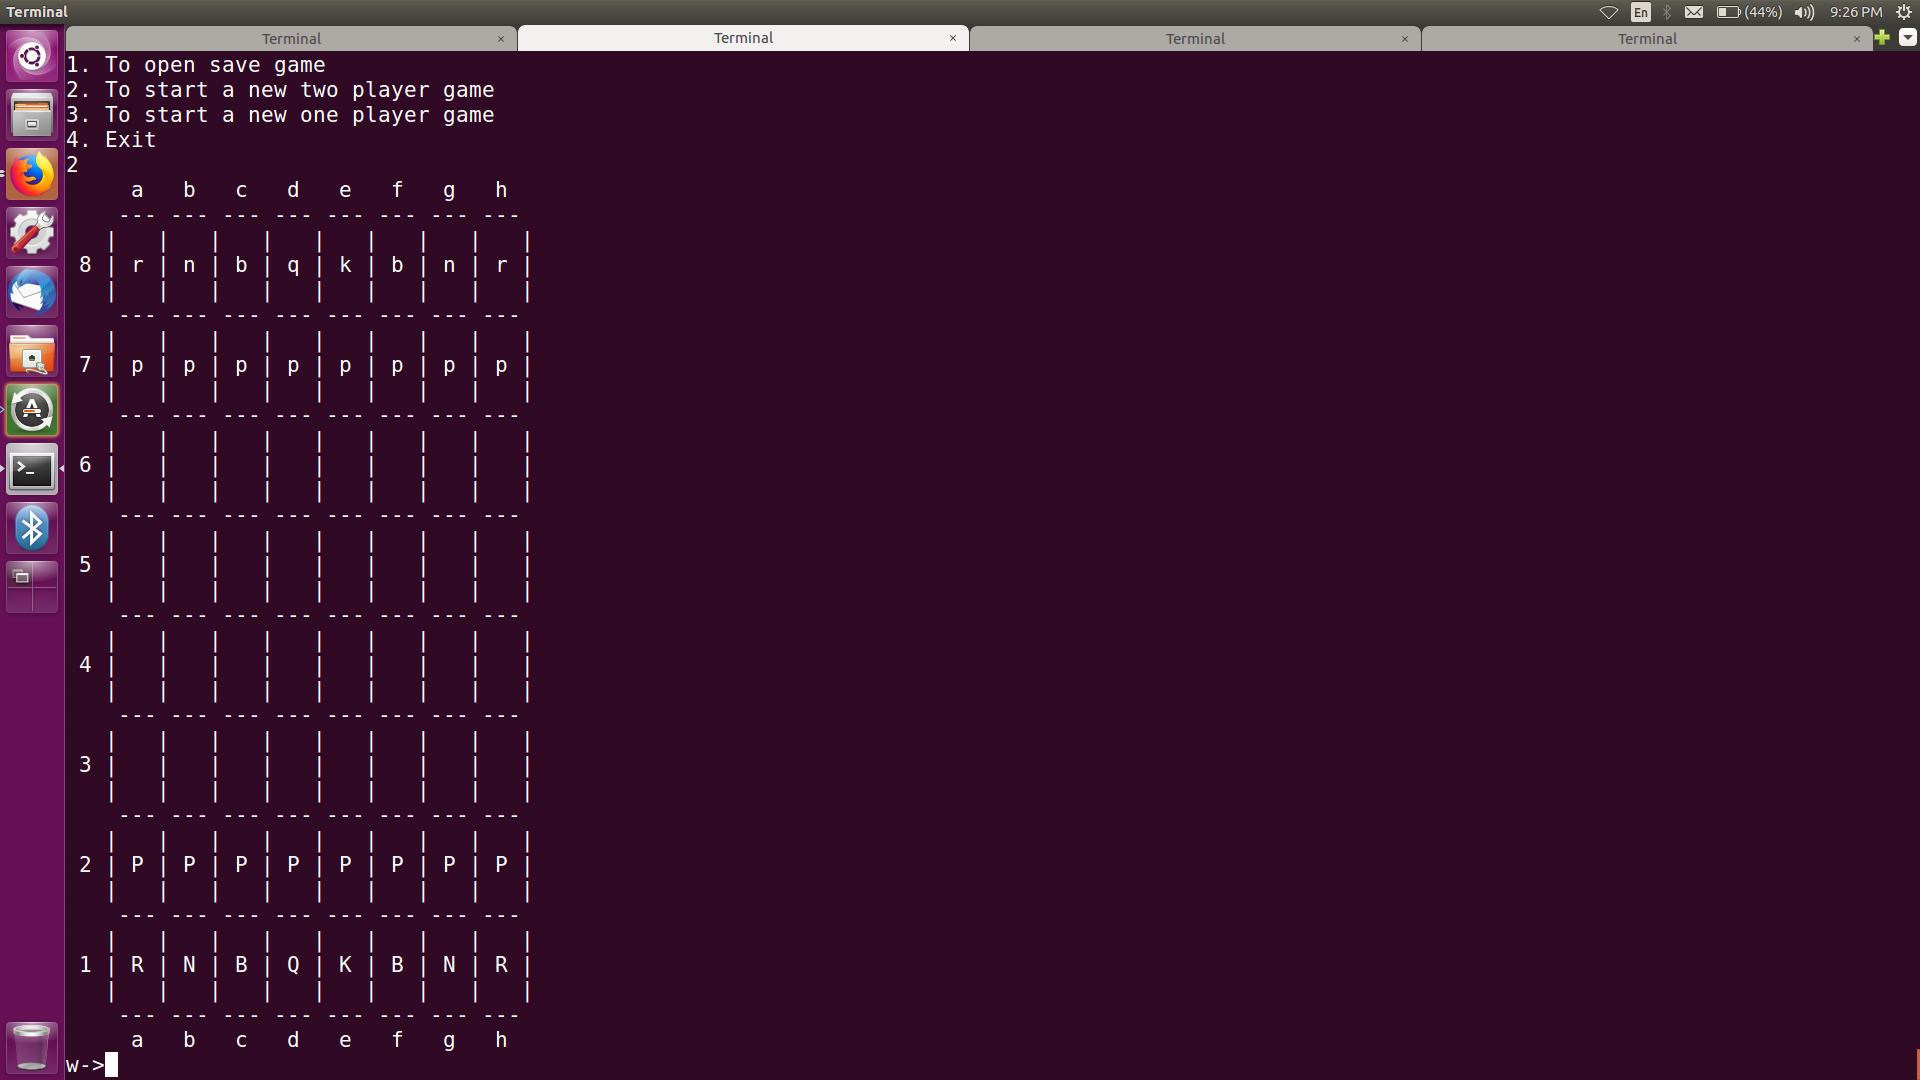 Terminal
En (44%) 9:26 PM
Terminal × Terminal × Terminal × Terminal ×
1. To open save game
2. To start a new two player game
3. To start a new one player game
4. Exit
2
     a   b   c   d   e   f   g   h
    --- --- --- --- --- --- --- ---
   |   |   |   |   |   |   |   |   |
 8 | r | n | b | q | k | b | n | r |
   |   |   |   |   |   |   |   |   |
    --- --- --- --- --- --- --- ---
   |   |   |   |   |   |   |   |   |
 7 | p | p | p | p | p | p | p | p |
   |   |   |   |   |   |   |   |   |
    --- --- --- --- --- --- --- ---
   |   |   |   |   |   |   |   |   |
 6 |   |   |   |   |   |   |   |   |
   |   |   |   |   |   |   |   |   |
    --- --- --- --- --- --- --- ---
   |   |   |   |   |   |   |   |   |
 5 |   |   |   |   |   |   |   |   |
   |   |   |   |   |   |   |   |   |
    --- --- --- --- --- --- --- ---
   |   |   |   |   |   |   |   |   |
 4 |   |   |   |   |   |   |   |   |
   |   |   |   |   |   |   |   |   |
    --- --- --- --- --- --- --- ---
   |   |   |   |   |   |   |   |   |
 3 |   |   |   |   |   |   |   |   |
   |   |   |   |   |   |   |   |   |
    --- --- --- --- --- --- --- ---
   |   |   |   |   |   |   |   |   |
 2 | P | P | P | P | P | P | P | P |
   |   |   |   |   |   |   |   |   |
    --- --- --- --- --- --- --- ---
   |   |   |   |   |   |   |   |   |
 1 | R | N | B | Q | K | B | N | R |
   |   |   |   |   |   |   |   |   |
    --- --- --- --- --- --- --- ---
     a   b   c   d   e   f   g   h
w->